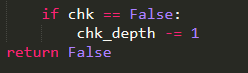 if chk == False:
chk_depth -= 1
return False